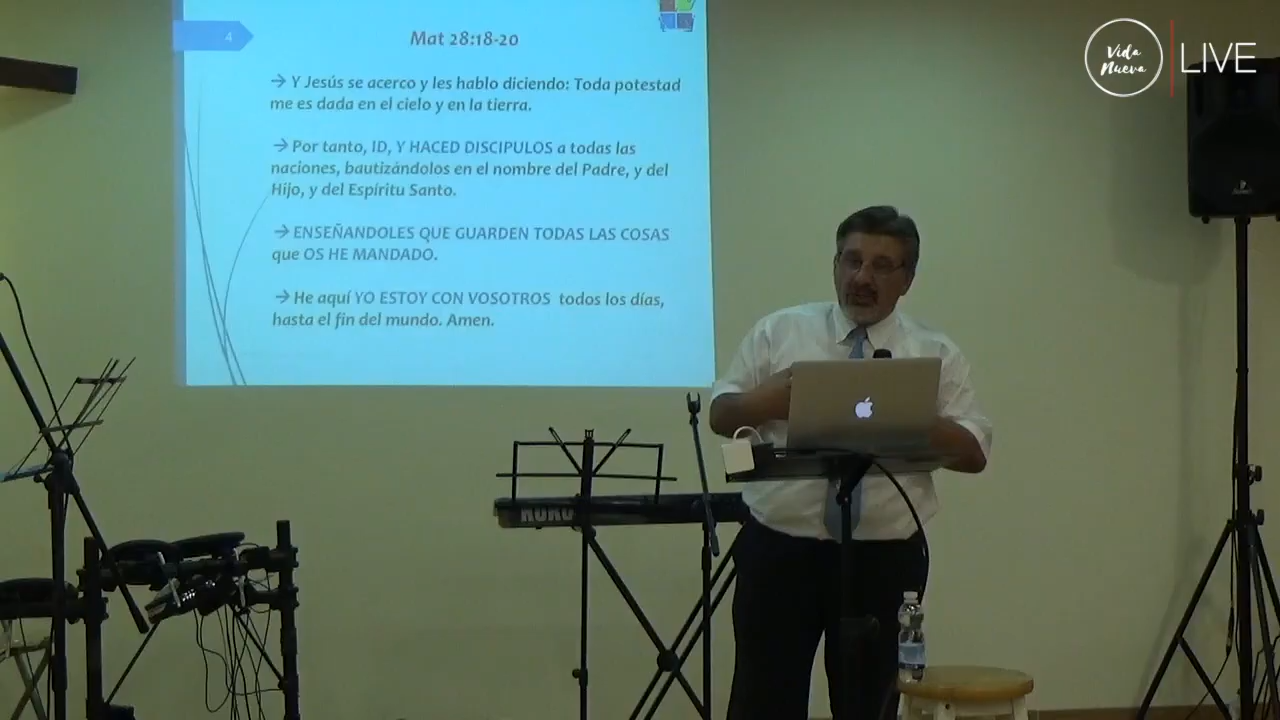 4
Mat 28:18-20
→ Y Jesús se acerco y les hablo diciendo: Toda potestad
me es dada en el cielo y en la tierra.
→ Por tanto, ID, Y HACED DISCIPULOS a todas las
naciones, bautizándolos en el nombre del Padre, y del
Hijo, y del Espíritu Santo.
→ ENSEÑANDOLES QUE GUARDEN TODAS LAS COSAS
que OS HE MANDADO.
→ He aquí YO ESTOY CON VOSOTROS todos los días,
hasta el fin del mundo. Amen.
Vida
Nueva
LIVE
KORG